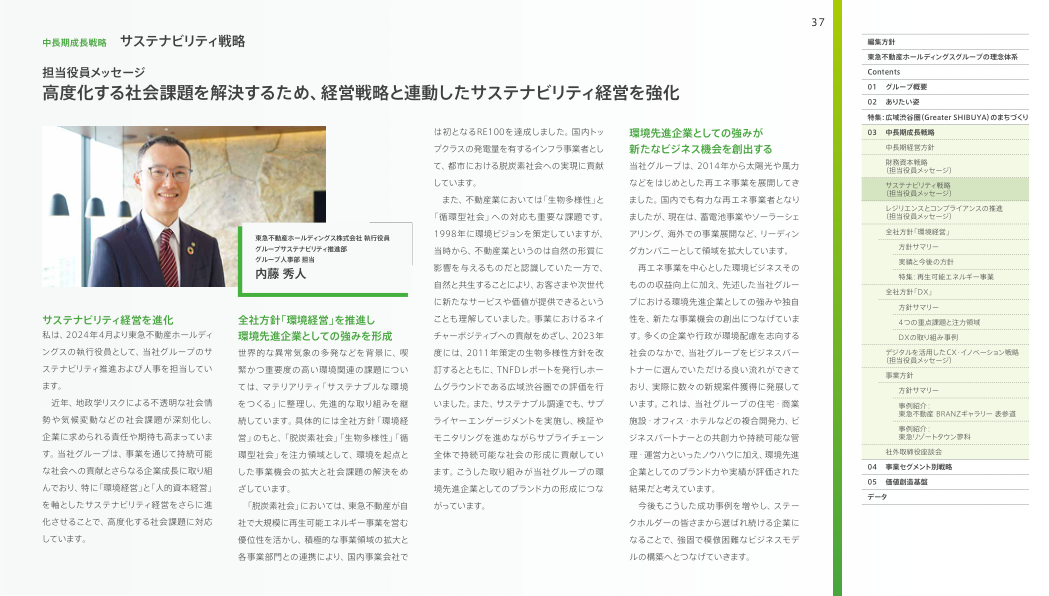 37
中長期成長戦略 サステナビリティ戦略
担当役員メッセージ
高度化する社会課題を解決するため、経営戦略と連動したサステナビリティ経営を強化
東急不動産ホールディングス株式会社 執行役員
グループサステナビリティ推進部
グループ人事部 担当
内藤 秀人
サステナビリティ経営を進化
私は、2024年4月より東急不動産ホールディ
ングスの執行役員として、当社グループのサ
ステナビリティ推進および人事を担当してい
ます。
近年、地政学リスクによる不透明な社会情
勢や気候変動などの社会課題が深刻化し、
企業に求められる責任や期待も高まっていま
す。当社グループは、事業を通じて持続可能
な社会への貢献とさらなる企業成長に取り組
んでおり、特に「環境経営」と「人的資本経営」
を軸としたサステナビリティ経営をさらに進
化させることで、高度化する社会課題に対応
しています。
全社方針「環境経営」を推進し
環境先進企業としての強みを形成
世界的な異常気象の多発などを背景に、喫
緊かつ重要度の高い環境関連の課題につい
ては、マテリアリティ「サステナブルな環境
をつくる」に整理し、先進的な取り組みを継
続しています。具体的には全社方針「環境経
営」のもと、「脱炭素社会」「生物多様性」「循
環型社会」を注力領域として、環境を起点と
した事業機会の拡大と社会課題の解決をめ
ざしています。
「脱炭素社会」においては、東急不動産が自
社で大規模に再生可能エネルギー事業を営む
優位性を活かし、積極的な事業領域の拡大と
各事業部門との連携により、国内事業会社で
は初となるRE100を達成しました。国内トッ
プクラスの発電量を有するインフラ事業者とし
て、都市における脱炭素社会への実現に貢献
しています。
また、不動産業においては「生物多様性」と
「循環型社会」への対応も重要な課題です。
1998年に環境ビジョンを策定していますが、
当時から、不動産業というのは自然の形質に
影響を与えるものだと認識していた一方で、
自然と共生することにより、お客さまや次世代
に新たなサービスや価値が提供できるという
ことも理解していました。事業におけるネイ
チャーポジティブへの貢献をめざし、2023年
度には、2011年策定の生物多様性方針を改
訂するとともに、TNFDレポートを発行しホー
ムグラウンドである広域渋谷圏での評価を行
いました。また、サステナブル調達でも、サプ
ライヤーエンゲージメントを実施し、検証や
モニタリングを進めながらサプライチェーン
全体で持続可能な社会の形成に貢献してい
ます。こうした取り組みが当社グループの環
境先進企業としてのブランド力の形成につな
がっています。
環境先進企業としての強みが
新たなビジネス機会を創出する
当社グループは、2014年から太陽光や風力
などをはじめとした再エネ事業を展開してき
ました。国内でも有力な再エネ事業者となり
ましたが、現在は、蓄電池事業やソーラーシェ
アリング、海外での事業展開など、リーディン
グカンパニーとして領域を拡大しています。
再エネ事業を中心とした環境ビジネスその
ものの収益向上に加え、先述した当社グルー
プにおける環境先進企業としての強みや独自
性を、新たな事業機会の創出につなげていま
す。多くの企業や行政が環境配慮を志向する
社会のなかで、当社グループをビジネスパー
トナーに選んでいただける良い流れができて
おり、実際に数々の新規案件獲得に発展して
います。これは、当社グループの住宅・商業
施設・オフィス・ホテルなどの複合開発力、ビ
ジネスパートナーとの共創力や持続可能な管
理・運営力といったノウハウに加え、環境先進
企業としてのブランド力や実績が評価された
結果だと考えています。
今後もこうした成功事例を増やし、ステー
クホルダーの皆さまから選ばれ続ける企業に
なることで、強固で模倣困難なビジネスモデ
ルの構築へとつなげていきます。
編集方針
東急不動産ホールディングスグループの理念体系
Contents
01 グループ概要
02 ありたい姿
特集：広域渋谷圏（Greater SHIBUYA）のまちづくり
03 中長期成長戦略
中長期経営方針
財務資本戦略
（担当役員メッセージ）
サステナビリティ戦略
（担当役員メッセージ）
レジリエンスとコンプライアンスの推進
（担当役員メッセージ）
全社方針「環境経営」
方針サマリー
実績と今後の方針
特集：再生可能エネルギー事業
全社方針「DX」
方針サマリー
4つの重点課題と注力領域
DXの取り組み事例
デジタルを活用したCX・イノベーション戦略
（担当役員メッセージ）
事業方針
方針サマリー
事例紹介：
東急不動産 BRANZギャラリー 表参道
事例紹介：
東急リゾートタウン蓼科
社外取締役座談会
04 事業セグメント別戦略
05 価値創造基盤
データ